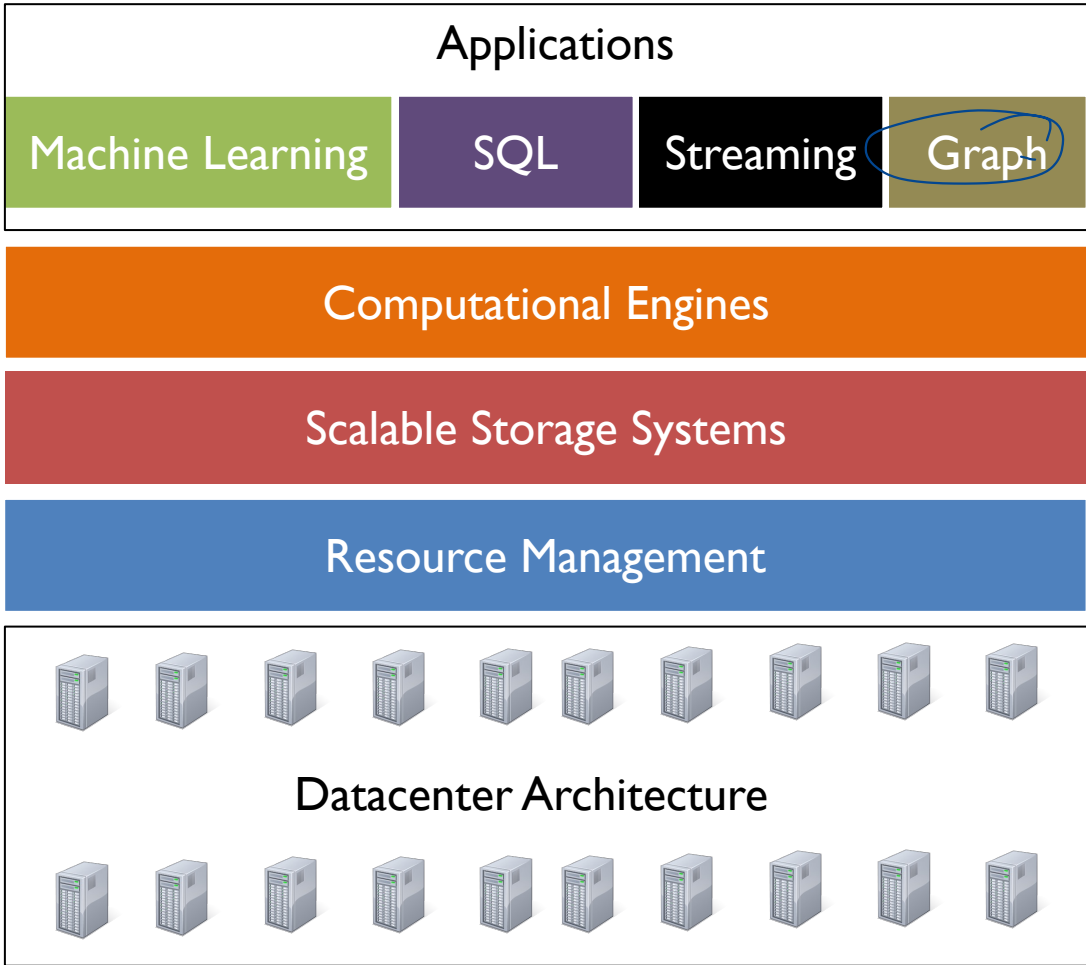 Applications
Machine Learning SQL Streaming Graph
Computational Engines
Scalable Storage Systems
Resource Management
Datacenter Architecture